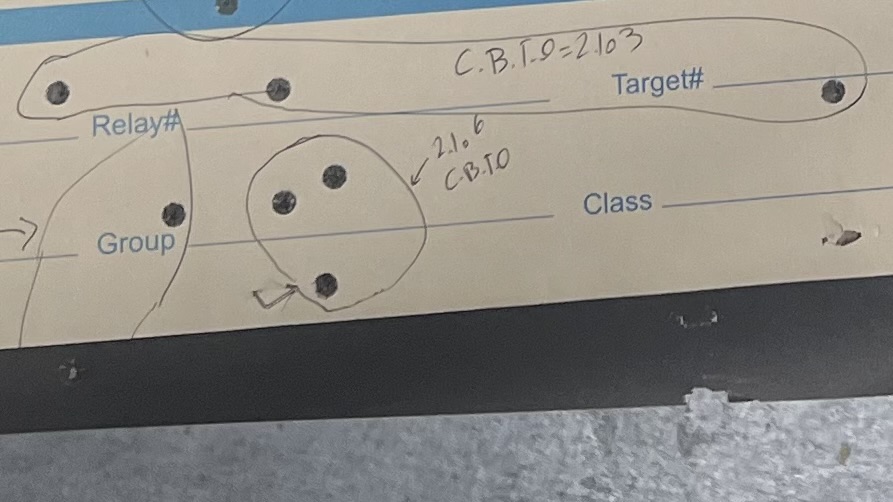 C.B.T.O=2.103
Target#
Relay#
2.1.6
C.B.T.O
Class
Group